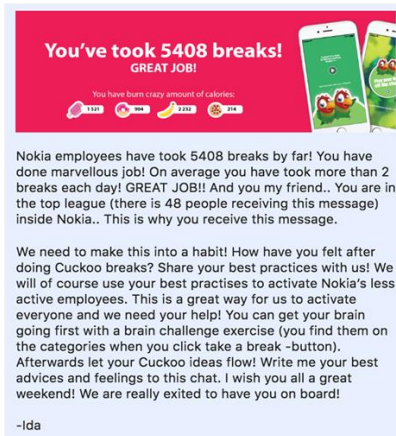 You've took 5408 breaks!
GREAT JOB!
You have burn crazy amount of calories:
1 521
904
2 232
214
Nokia employees have took 5408 breaks by far! You have
done marvellous job! On average you have took more than 2
breaks each day! GREAT JOB!! And you my friend.. You are in
the top league (there is 48 people receiving this message)
inside Nokia.. This is why you receive this message.
We need to make this into a habit! How have you felt after
doing Cuckoo breaks? Share your best practices with us! We
will of course use your best practises to activate Nokia's less
active employees. This is a great way for us to activate
everyone and we need your help! You can get your brain
going first with a brain challenge exercise (you find them on
the categories when you click take a break -button).
Afterwards let your Cuckoo ideas flow! Write me your best
advices and feelings to this chat. I wish you all a great
weekend! We are really exited to have you on board!
-Ida